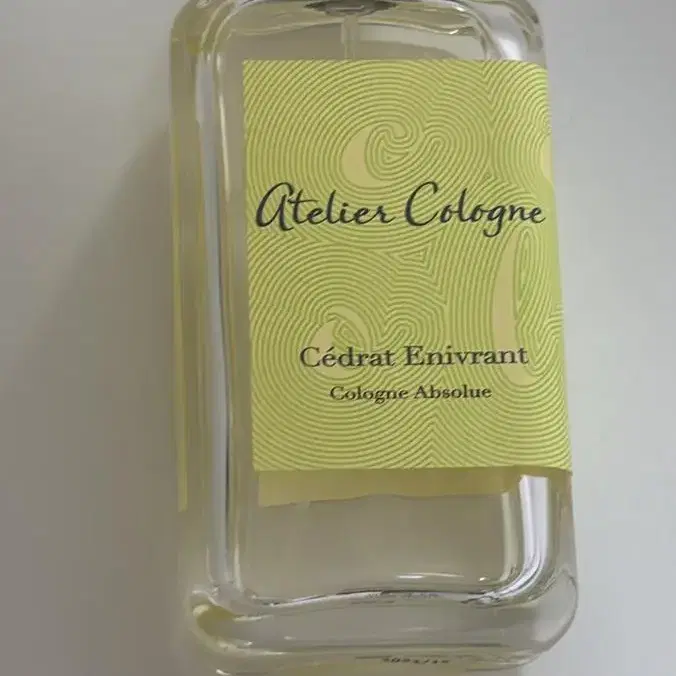 Atelier Cologne
Cédrat Enivrant
Cologne Absolue